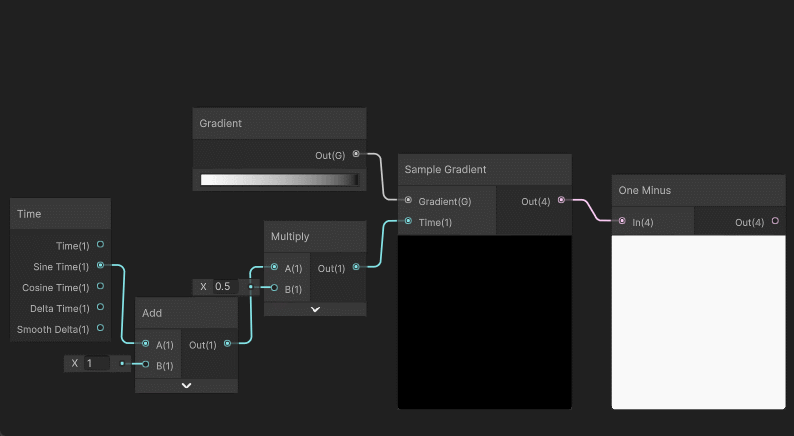 Gradient
Out(G)
Sample Gradient
Gradient(G)
Out(4)
TIme(1)
One Minus
In(4)
Out(4)
Time
Time(1)
Sine Time(1)
Cosine Time(1)
Delta Time(1)
Smooth Delta(1)
Multiply
A(1)
Out(1)
B(1)
X 0.5
Add
A(1)
Out(1)
B(1)
X 1